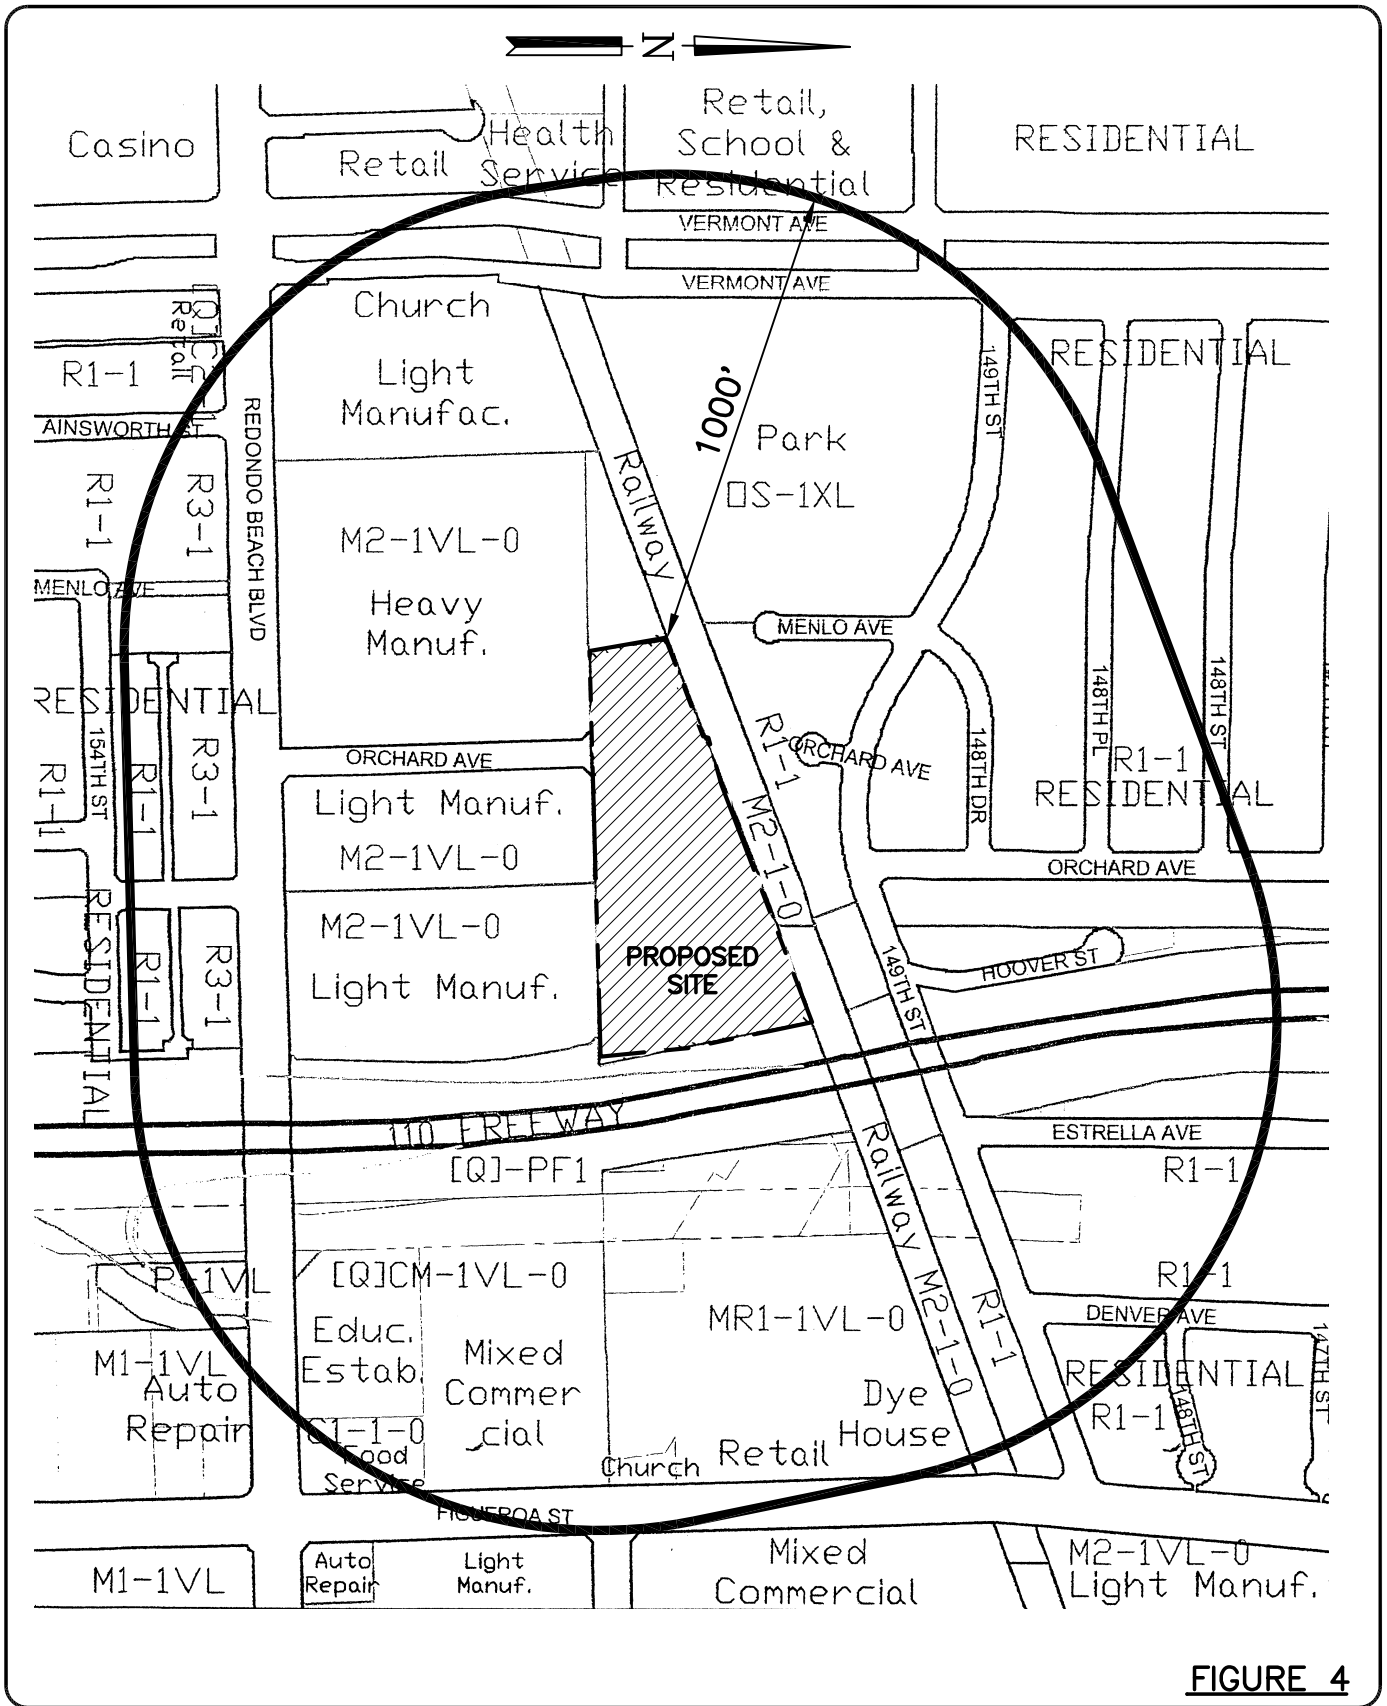 N
Casino
Retail
Health
Service
Retail,
School &
Residential
RESIDENTIAL
VERMONT AVE
VERMONT AVE
1000'
Church
Light
Manufac.
[Q]C2-1
Retail
R1-1
AINSWORTH ST
REDONDO BEACH BLVD
R1-1
R3-1
MENLO AVE
M2-1VL-0
Heavy
Manuf.
Railway
Park
OS-1XL
149TH ST
RESIDENTIAL
MENLO AVE
RESIDENTIAL
154TH ST
R1-1
R1-1
R3-1
ORCHARD AVE
Light Manuf.
M2-1VL-0
M2-1VL-0
Light Manuf.
PROPOSED
SITE
R1-1
M2-1-0
ORCHARD AVE
148TH DR
148TH PL
148TH ST
R1-1
RESIDENTIAL
ORCHARD AVE
HOOVER ST
149TH ST
RESIDENTIAL
R1-1
R3-1
110 FREEWAY
[Q]-PF1
ESTRELLA AVE
R1-1
Railway
M2-1-0
R1-1
P-1VL
[Q]CM-1VL-0
Educ.
Estab.
Mixed
Commer
cial
MR1-1VL-0
Dye
House
R1-1
DENVER AVE
RESIDENTIAL
R1-1
148TH ST
147TH ST
M1-1VL
Auto
Repair
C1-1-0
Food
Service
Church
Retail
FIGUEROA ST
M1-1VL
Auto
Repair
Light
Manuf.
Mixed
Commercial
M2-1VL-0
Light Manuf.
FIGURE 4